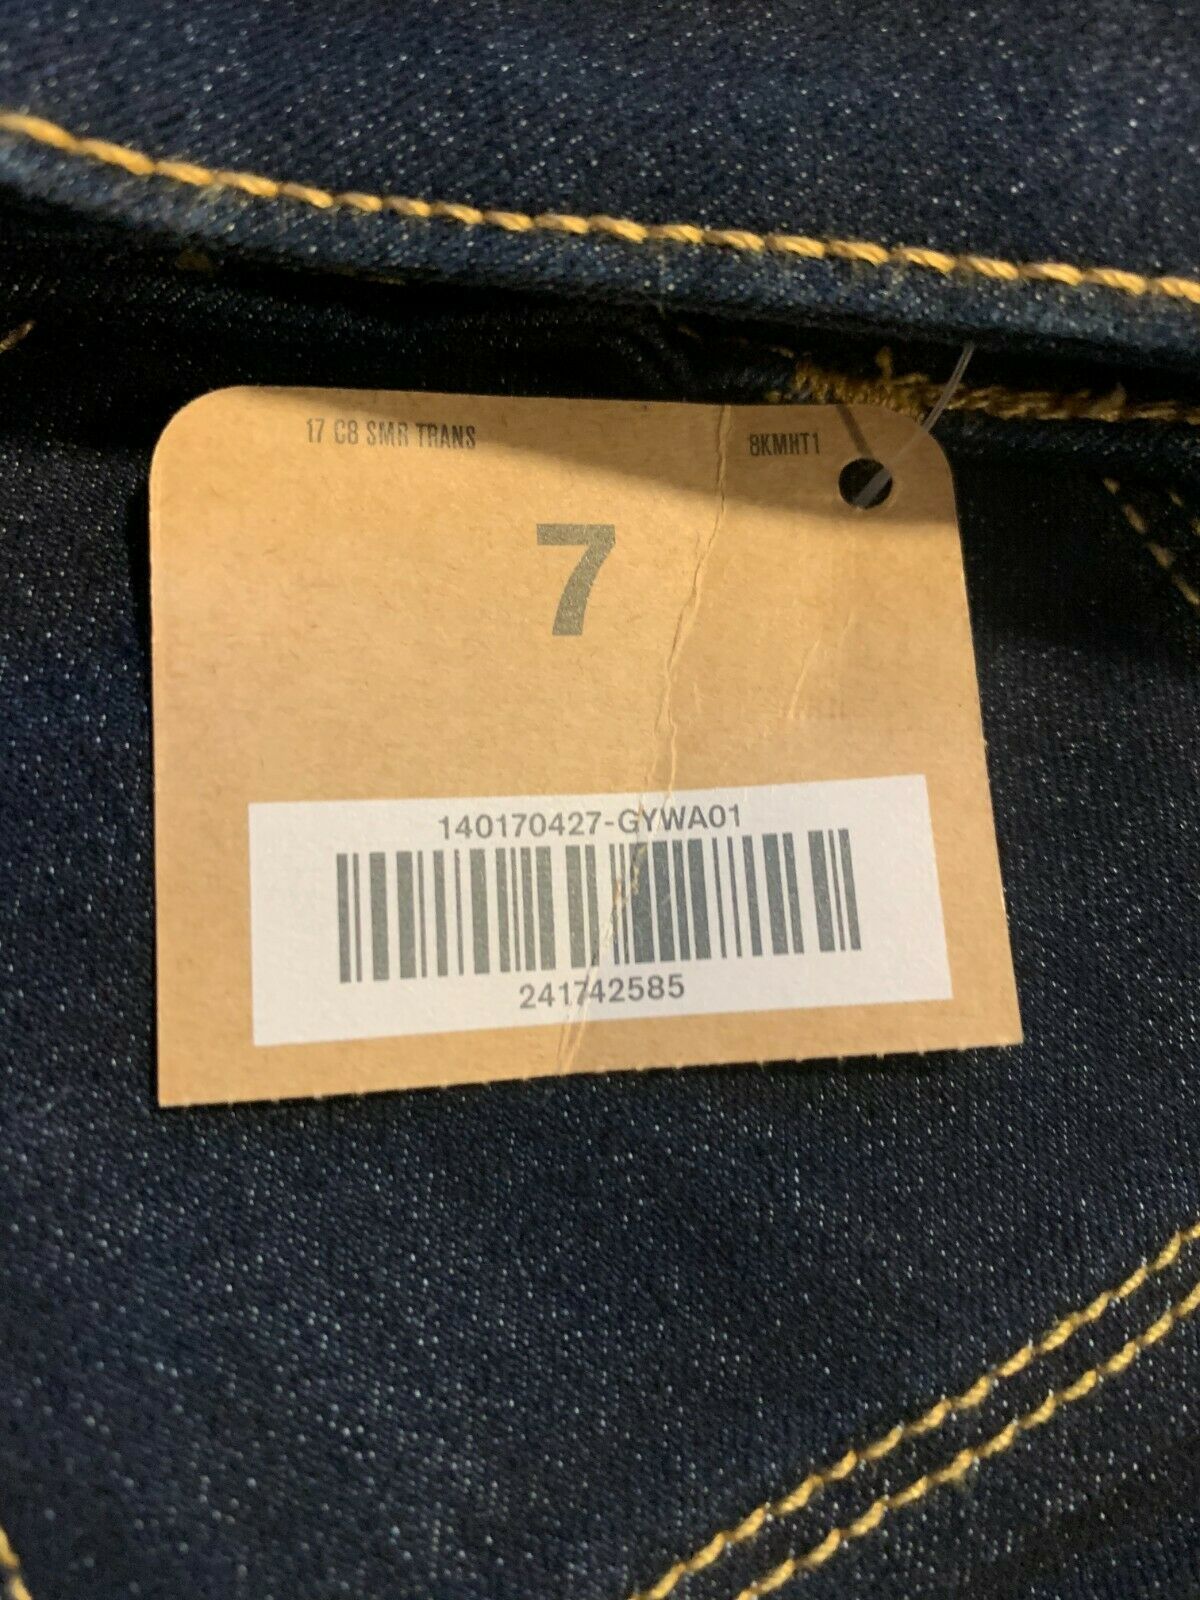 17 C8 SMR TRANS
8KMHT1
7
140170427-GYWA01
241742585